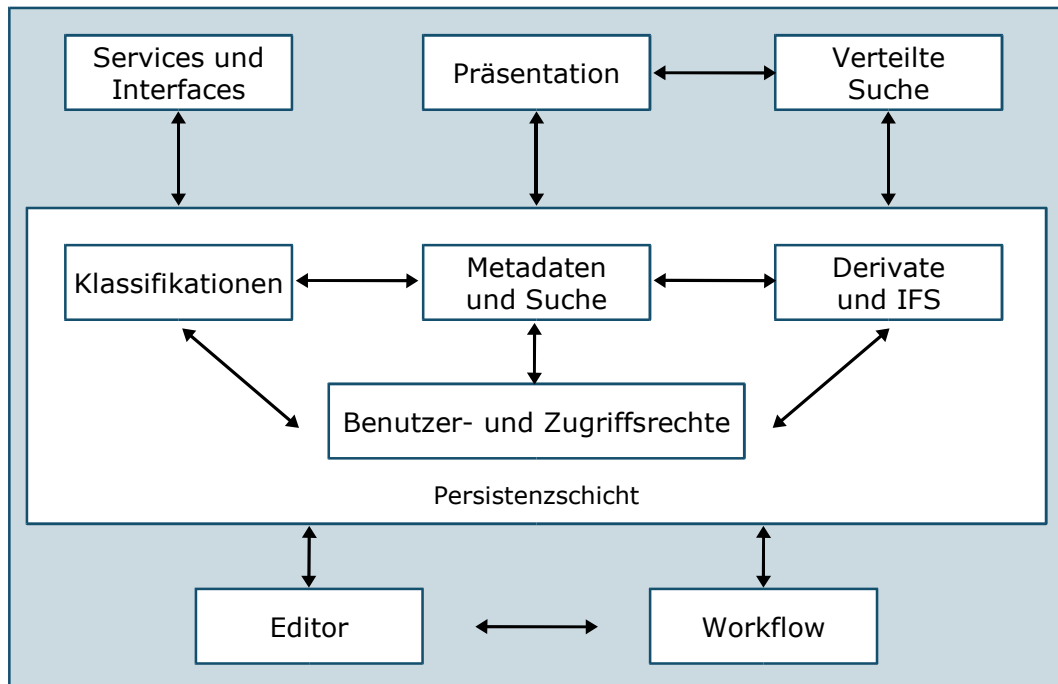 Services und
Interfaces
Präsentation
Verteilte
Suche
Klassifikationen
Metadaten
und Suche
Derivate
und IFS
Benutzer- und Zugriffsrechte
Persistenzschicht
Editor
Workflow